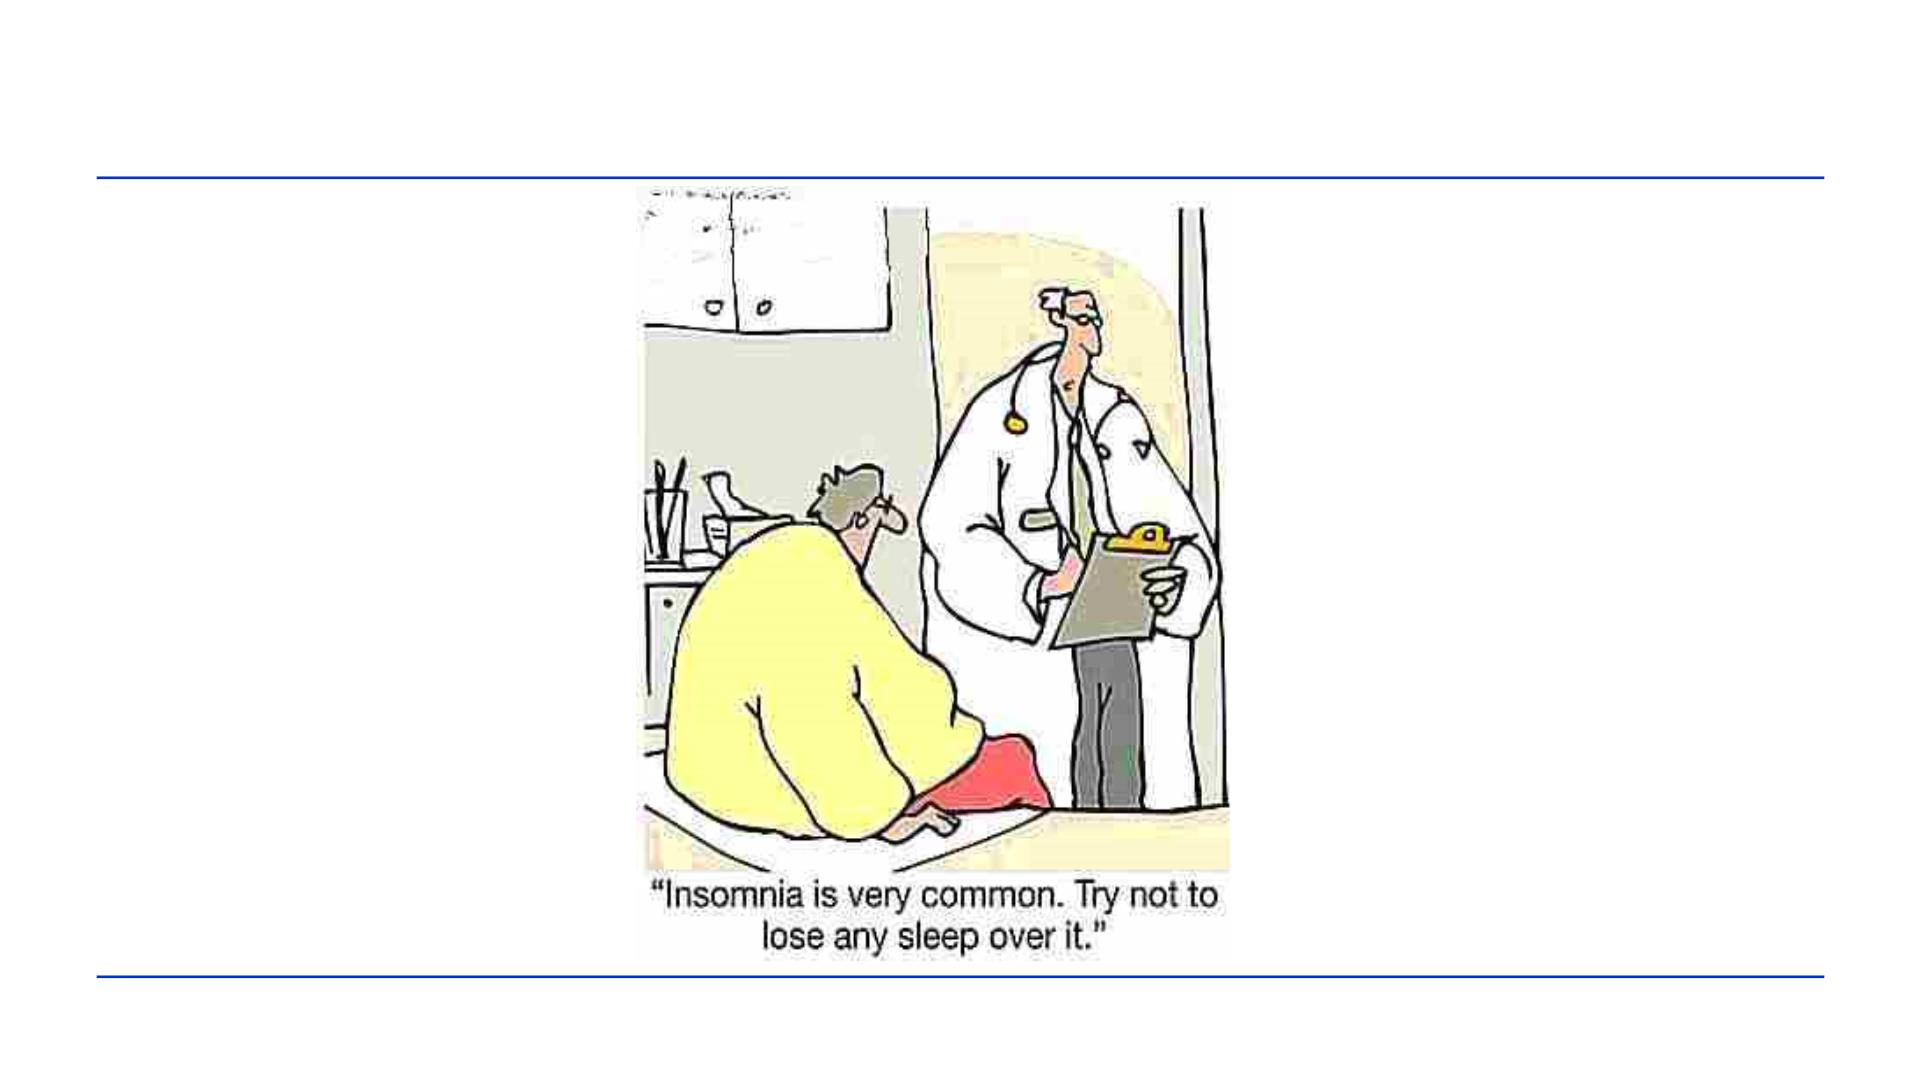 “Insomnia is very common. Try not to
lose any sleep over it.”